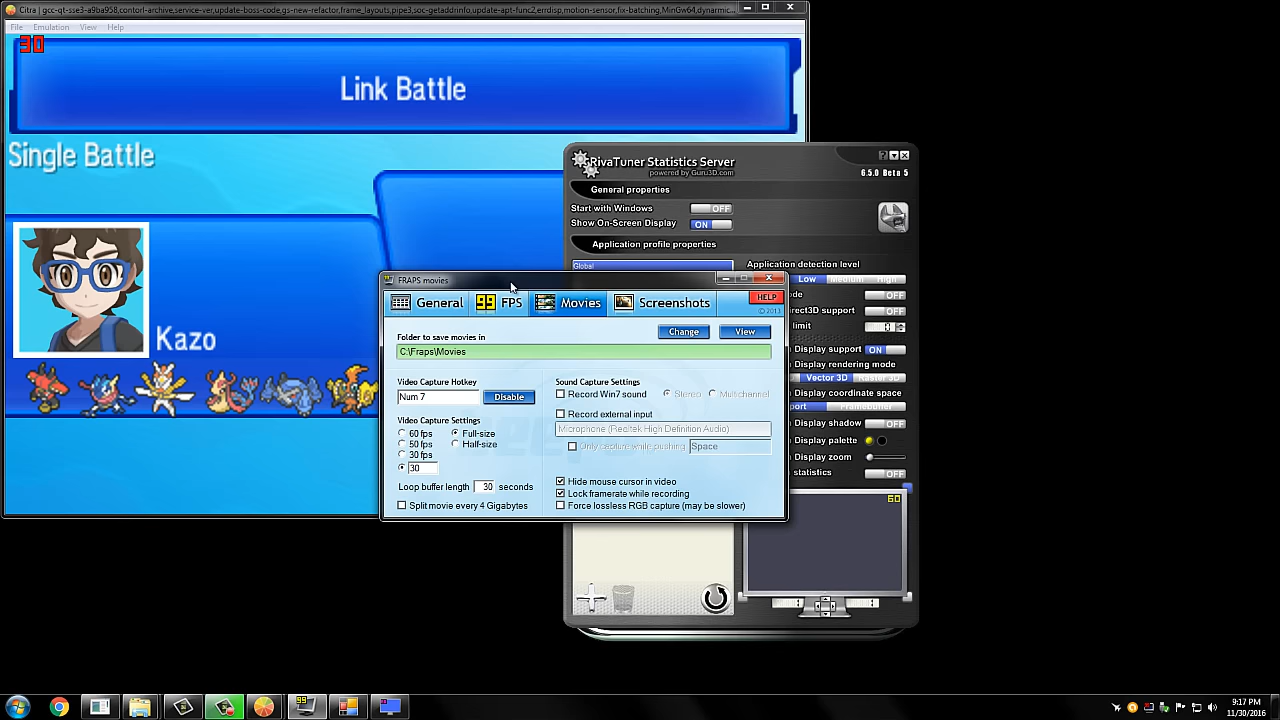 Citra | gcc-qt-sse3-a9ba958,contorl-archive,service-ver,update-boss-code,gs-new-refactor,frame_layouts,pipe3,soc-getaddrinfo,update-apt-func2,errdisp,motion-sensor,fix-batching,MinGw64,dynarmic,...
File Emulation View Help
30
Link Battle
Single Battle
Kazo
RivaTuner Statistics Server
powered by Guru3D.com
6.5.0 Beta 5
General properties
Start with Windows OFF
Show On-Screen Display ON
Application profile properties
Global
Application detection level
Low Medium High
OFF
support OFF
limit 0
Display support ON
Display rendering mode
Vector 3D Raster 3D
Display coordinate space
Framebuffer
Display shadow OFF
Display palette
Display zoom
statistics OFF
60
FRAPS movies
General
99 FPS
Movies
Screenshots
HELP
© 2013
Folder to save movies in
Change View
C:\Fraps\Movies
Video Capture Hotkey
Num 7 Disable
Video Capture Settings
60 fps Full-size
50 fps Half-size
30 fps
30
Loop buffer length 30 seconds
Split movie every 4 Gigabytes
Sound Capture Settings
Record Win7 sound Stereo Multichannel
Record external input
Microphone (Realtek High Definition Audio)
Only capture while pushing Space
Hide mouse cursor in video
Lock framerate while recording
Force lossless RGB capture (may be slower)
99
9:17 PM
11/30/2016